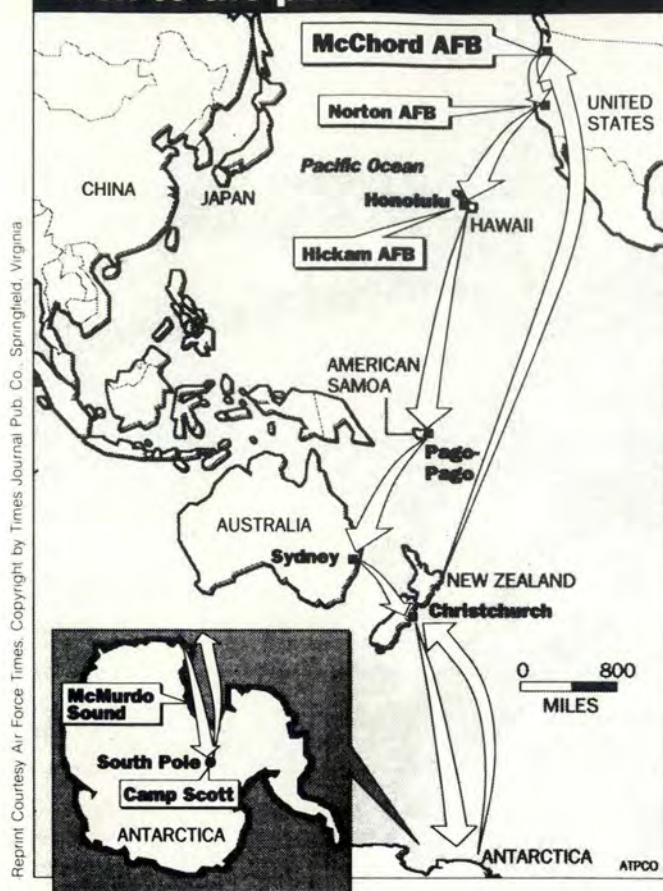 McChord AFB
Norton AFB
UNITED
STATES
Pacific Ocean
CHINA
JAPAN
Honolulu
HAWAII
Hickam AFB
AMERICAN
SAMOA
Pago-
Pago
AUSTRALIA
Sydney
NEW ZEALAND
Christchurch
0 800
MILES
McMurdo
Sound
South Pole
Camp Scott
ANTARCTICA
ANTARCTICA
ATPCO
Reprint Courtesy Air Force Times. Copyright by Times Journal Pub. Co., Springfield, Virginia